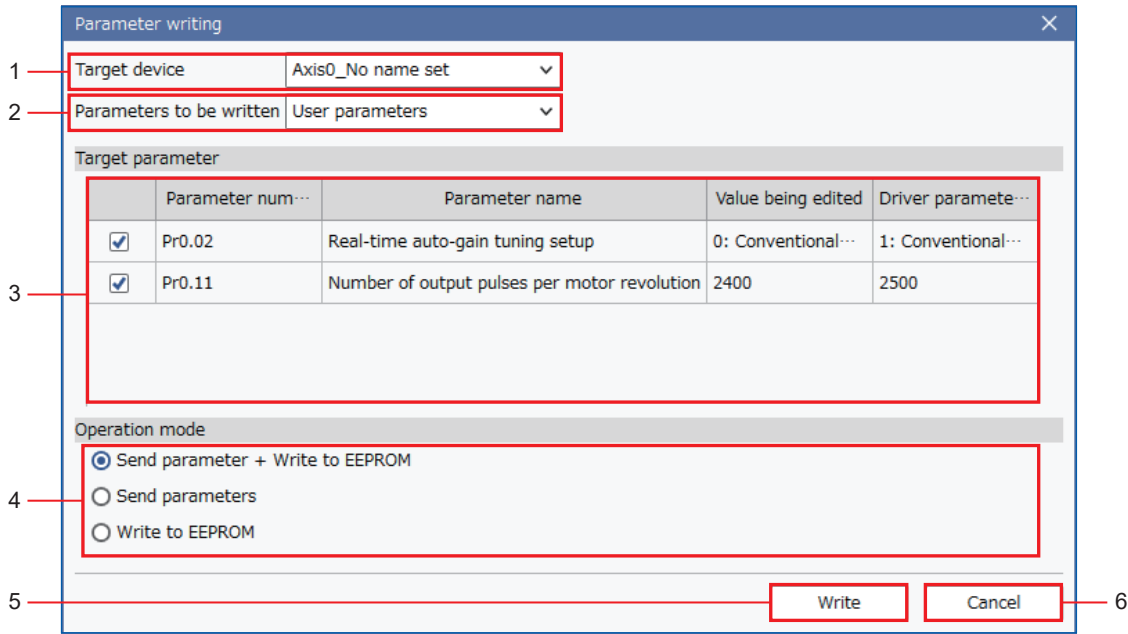 Parameter writing
1 Target device Axis0_No name set
2 Parameters to be written User parameters
Target parameter
Parameter num… Parameter name Value being edited Driver paramete…
Pr0.02 Real-time auto-gain tuning setup 0: Conventional… 1: Conventional…
3 Pr0.11 Number of output pulses per motor revolution 2400 2500
Operation mode
Send parameter + Write to EEPROM
4 Send parameters
Write to EEPROM
5 Write Cancel 6